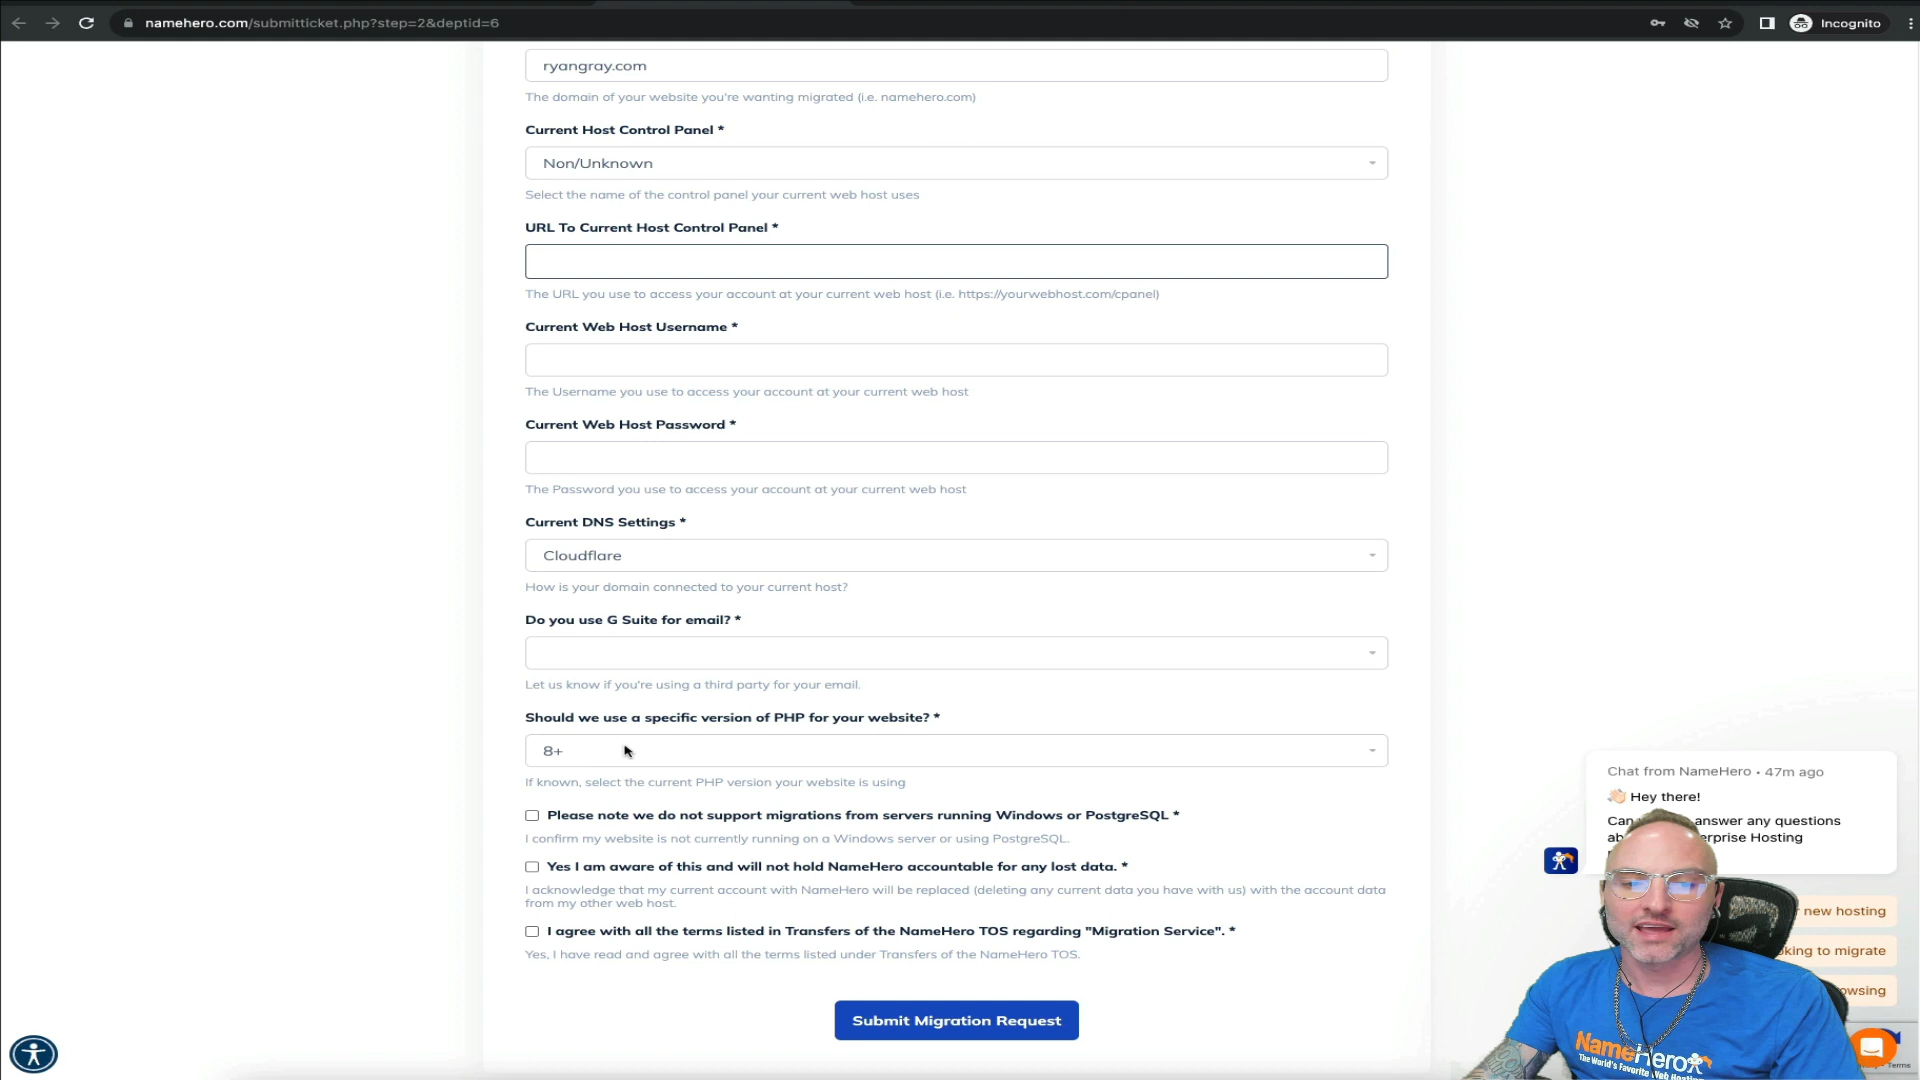 namehero.com/submitticket.php?step=2&deptid=6
Incognito
ryangray.com
The domain of your website you're wanting migrated (i.e. namehero.com)
Current Host Control Panel *
Non/Unknown
Select the name of the control panel your current web host uses
URL To Current Host Control Panel *
The URL you use to access your account at your current web host (i.e. https://yourwebhost.com/cpanel)
Current Web Host Username *
The Username you use to access your account at your current web host
Current Web Host Password *
The Password you use to access your account at your current web host
Current DNS Settings *
Cloudflare
How is your domain connected to your current host?
Do you use G Suite for email? *
Let us know if you're using a third party for your email.
Should we use a specific version of PHP for your website? *
8+
If known, select the current PHP version your website is using
Please note we do not support migrations from servers running Windows or PostgreSQL *
I confirm my website is not currently running on a Windows server or using PostgreSQL.
Yes I am aware of this and will not hold NameHero accountable for any lost data. *
I acknowledge that my current account with NameHero will be replaced (deleting any current data you have with us) with the account data
from my other web host.
I agree with all the terms listed in Transfers of the NameHero TOS regarding "Migration Service". *
Yes, I have read and agree with all the terms listed under Transfers of the NameHero TOS.
Submit Migration Request
Chat from NameHero • 47m ago
👋🏻 Hey there!
answer any questions
Hosting
new hosting
to migrate
NameHero
The World's Favorite Web Hosting
Terms